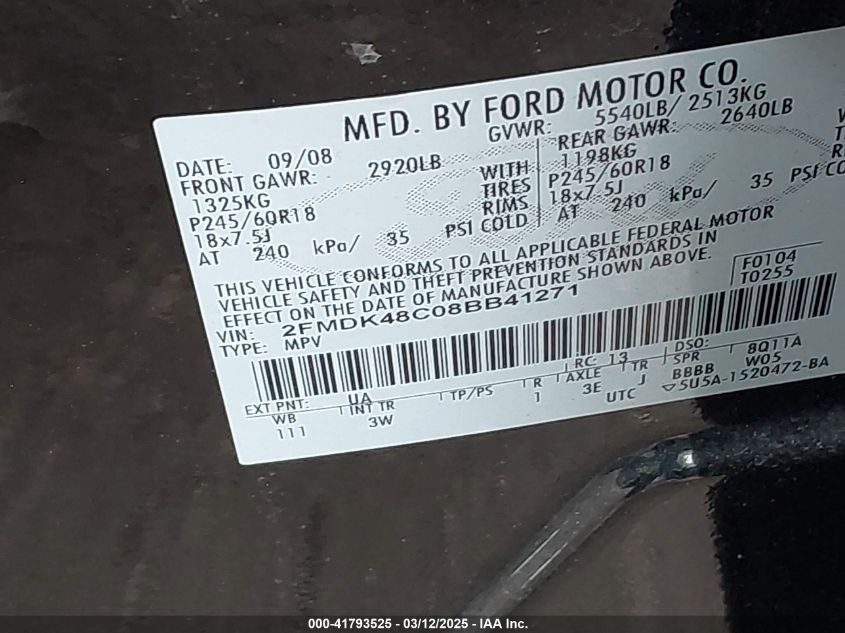 MFD. BY FORD MOTOR CO.
DATE: 09/08 GVWR: 5540LB/ 2513KG
FRONT GAWR: 2920LB WITH REAR GAWR: 2640LB
1325KG TIRES 1198KG
P245/60R18 RIMS P245/60R18
18x7.5J PSI COLD 18x7.5J
AT 240 kPa/ 35 AT 240 kPa/ 35 PSI CO
THIS VEHICLE CONFORMS TO ALL APPLICABLE FEDERAL MOTOR
VEHICLE SAFETY AND THEFT PREVENTION STANDARDS IN
EFFECT ON THE DATE OF MANUFACTURE SHOWN ABOVE.
VIN: 2FMDK48C08BB41271 F0104
TYPE: MPV T0255
EXT PNT: UA RC: 13 DSO:
WB INT TR TP/PS R AXLE TR SPR 8Q11A
111 3W 1 3E J BBBB W05
UTC ▽5U5A-1520472-BA
000-41793525 - 03/12/2025 - IAA Inc.